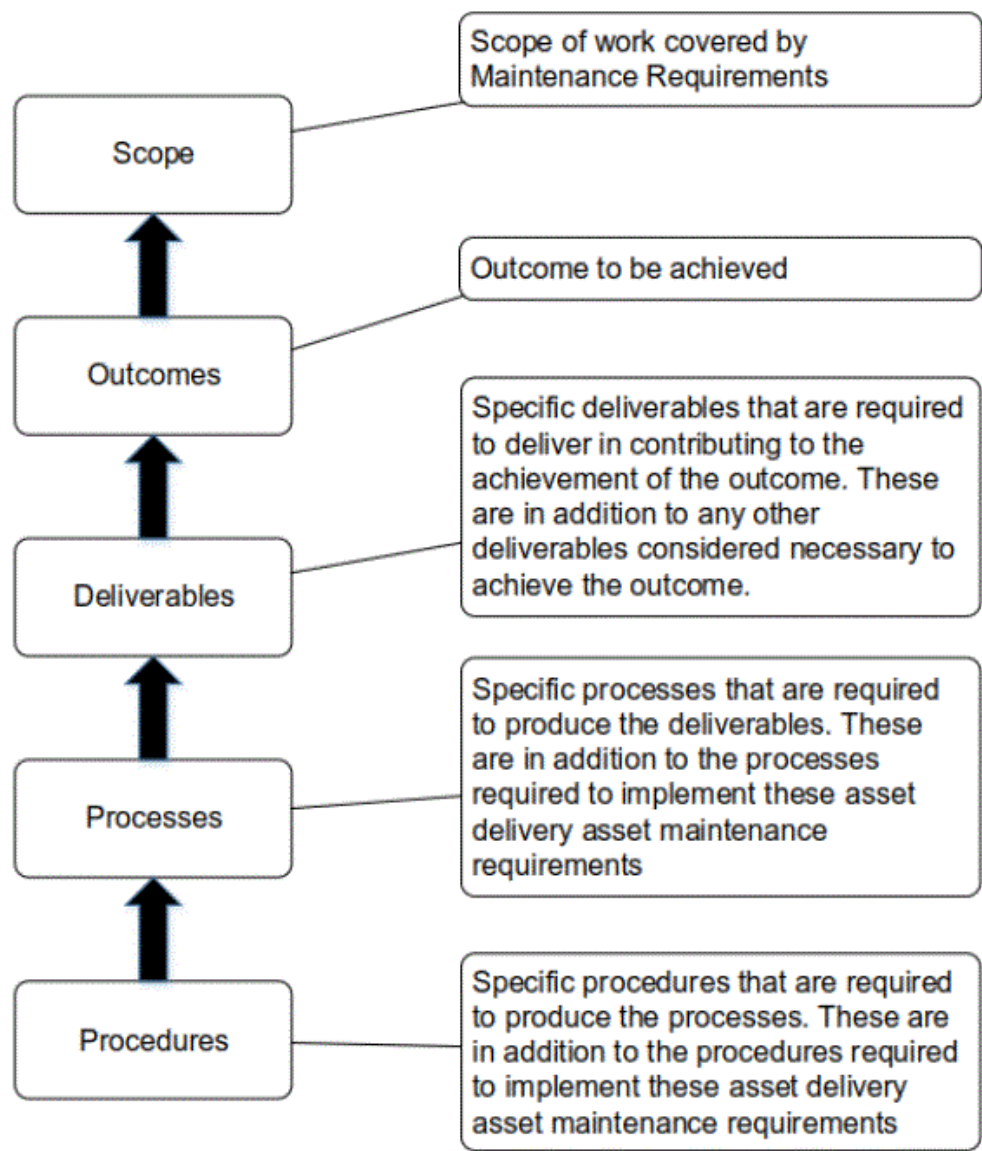 Scope of work covered by
Maintenance Requirements
Scope
Outcome to be achieved
Outcomes
Specific deliverables that are required
to deliver in contributing to the
achievement of the outcome. These
are in addition to any other
deliverables considered necessary to
achieve the outcome.
Deliverables
Specific processes that are required
to produce the deliverables. These
are in addition to the processes
required to implement these asset
delivery asset maintenance
requirements
Processes
Specific procedures that are required
to produce the processes. These are
in addition to the procedures required
to implement these asset delivery
asset maintenance requirements
Procedures